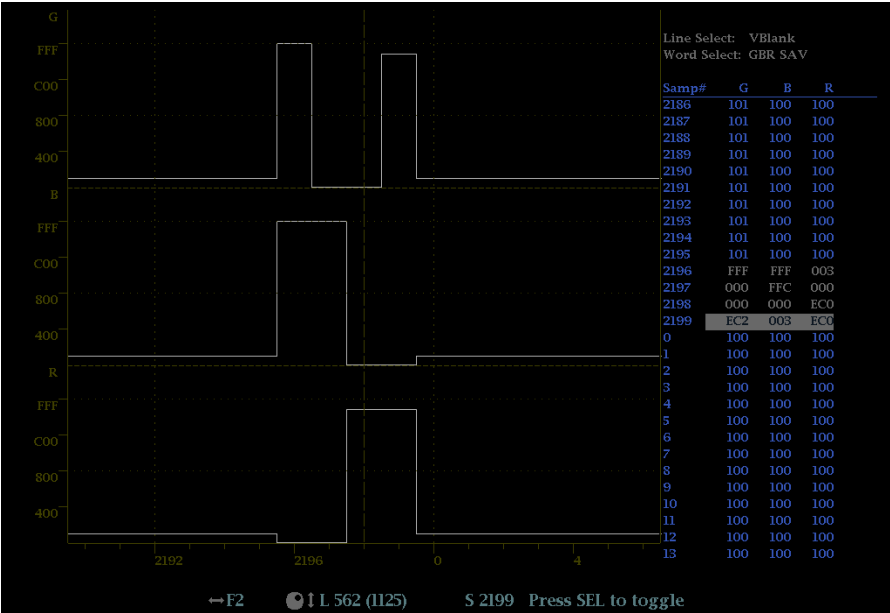 G
FFF
C00
800
400
B
FFF
C00
800
400
R
FFF
C00
800
400
2192 2196 0 4
Line Select: VBlank
Word Select: GBR SAV
Samp# G B R
2186 101 100 100
2187 101 100 100
2188 101 100 100
2189 101 100 100
2190 101 100 100
2191 101 100 100
2192 101 100 100
2193 101 100 100
2194 101 100 100
2195 101 100 100
2196 FFF FFF 003
2197 000 FFC 000
2198 000 000 EC0
2199 EC2 003 EC0
0 100 100 100
1 100 100 100
2 100 100 100
3 100 100 100
4 100 100 100
5 100 100 100
6 100 100 100
7 100 100 100
8 100 100 100
9 100 100 100
10 100 100 100
11 100 100 100
12 100 100 100
13 100 100 100
↔F2 ↕ L 562 (1125) S 2199 Press SEL to toggle